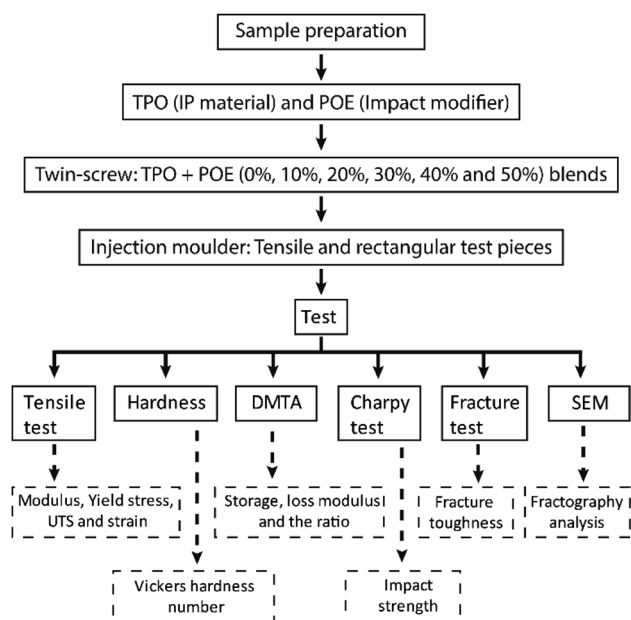 Sample preparation
TPO (IP material) and POE (Impact modifier)
Twin-screw: TPO + POE (0%, 10%, 20%, 30%, 40% and 50%) blends
Injection moulder: Tensile and rectangular test pieces
Test
Tensile
test
Hardness
DMTA
Charpy
test
Fracture
test
SEM
Modulus, Yield stress,
UTS and strain
Storage, loss modulus
and the ratio
Fracture
toughness
Fractography
analysis
Vickers hardness
number
Impact
strength